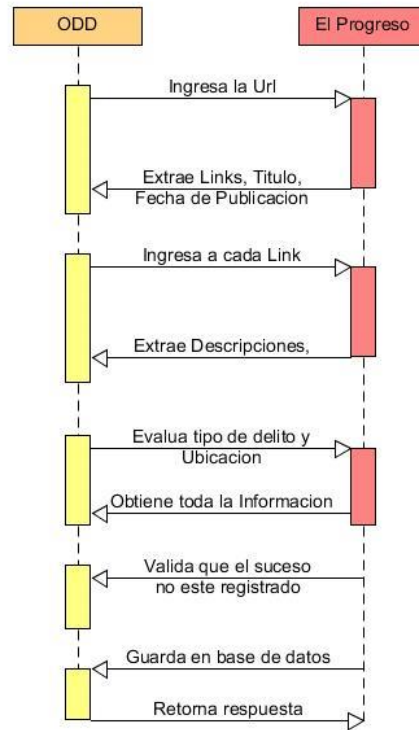 ODD
El Progreso
Ingresa la Url
Extrae Links, Titulo,
Fecha de Publicacion
Ingresa a cada Link
Extrae Descripciones,
Evalua tipo de delito y
Ubicacion
Obtiene toda la Informacion
Valida que el suceso
no este registrado
Guarda en base de datos
Retorna respuesta